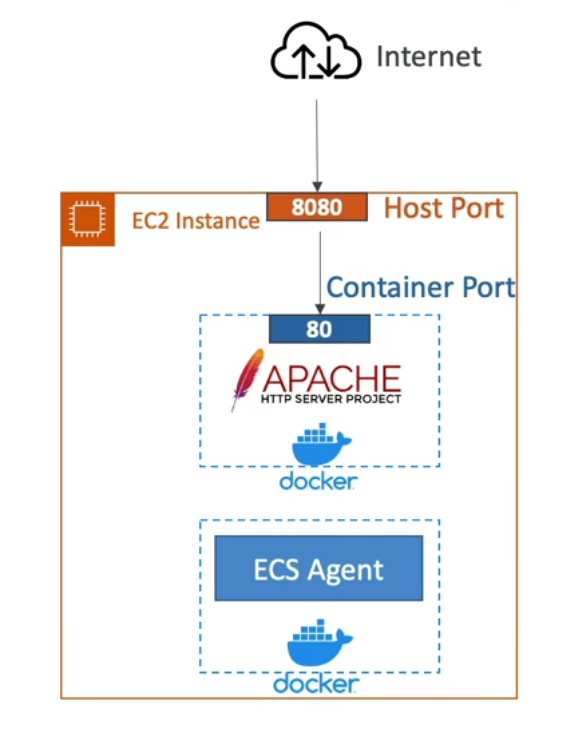 Internet
8080
Host Port
EC2 Instance
Container Port
80
APACHE
HTTP SERVER PROJECT
docker
ECS Agent
docker